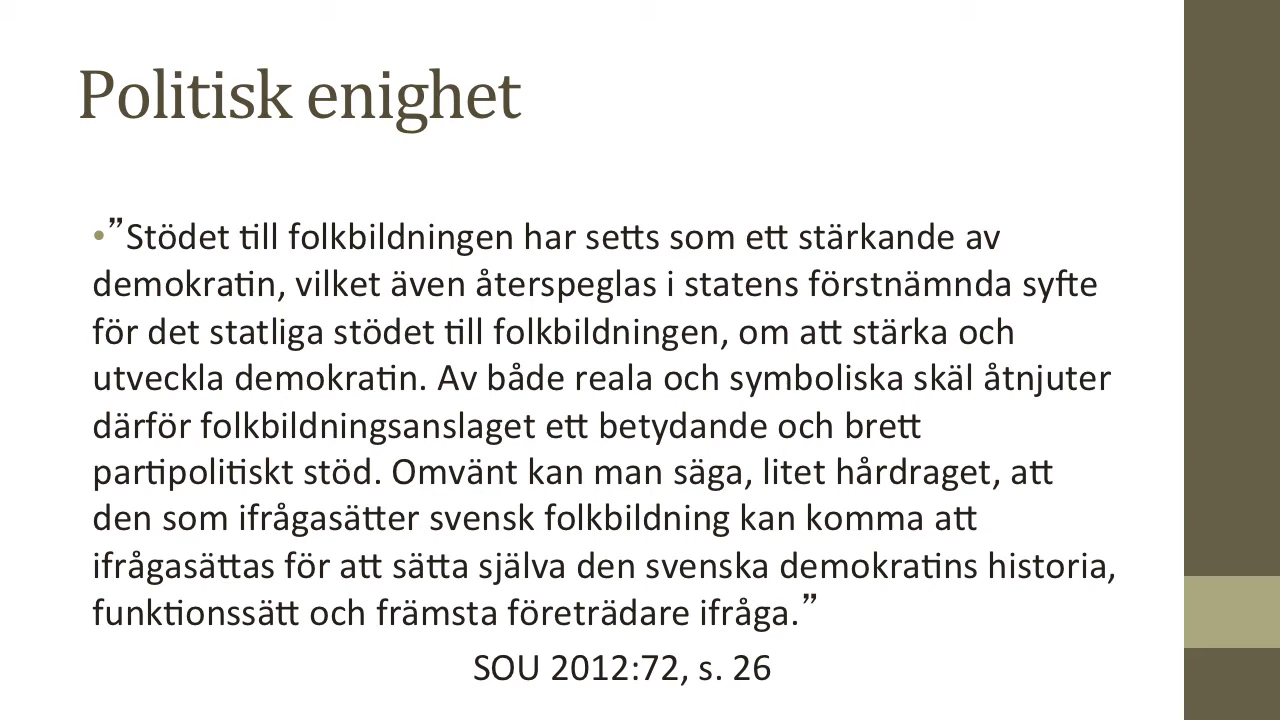 Politisk enighet
•”Stödet till folkbildningen har setts som ett stärkande av
demokratin, vilket även återspeglas i statens förstnämnda syfte
för det statliga stödet till folkbildningen, om att stärka och
utveckla demokratin. Av både reala och symboliska skäl åtnjuter
därför folkbildningsanslaget ett betydande och brett
partipolitiskt stöd. Omvänt kan man säga, litet hårdraget, att
den som ifrågasätter svensk folkbildning kan komma att
ifrågasättas för att sätta själva den svenska demokratins historia,
funktionssätt och främsta företrädare ifråga.”
SOU 2012:72, s. 26